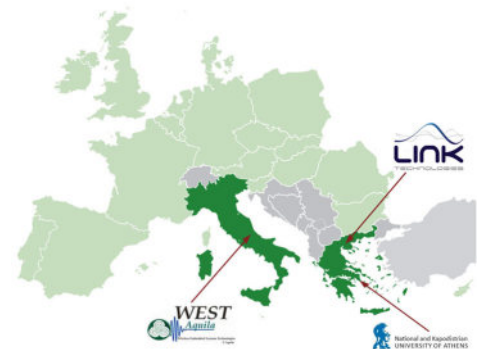 LINK
TECHNOLOGIES
WEST
Aquila
National and Kapodistrian
UNIVERSITY OF ATHENS